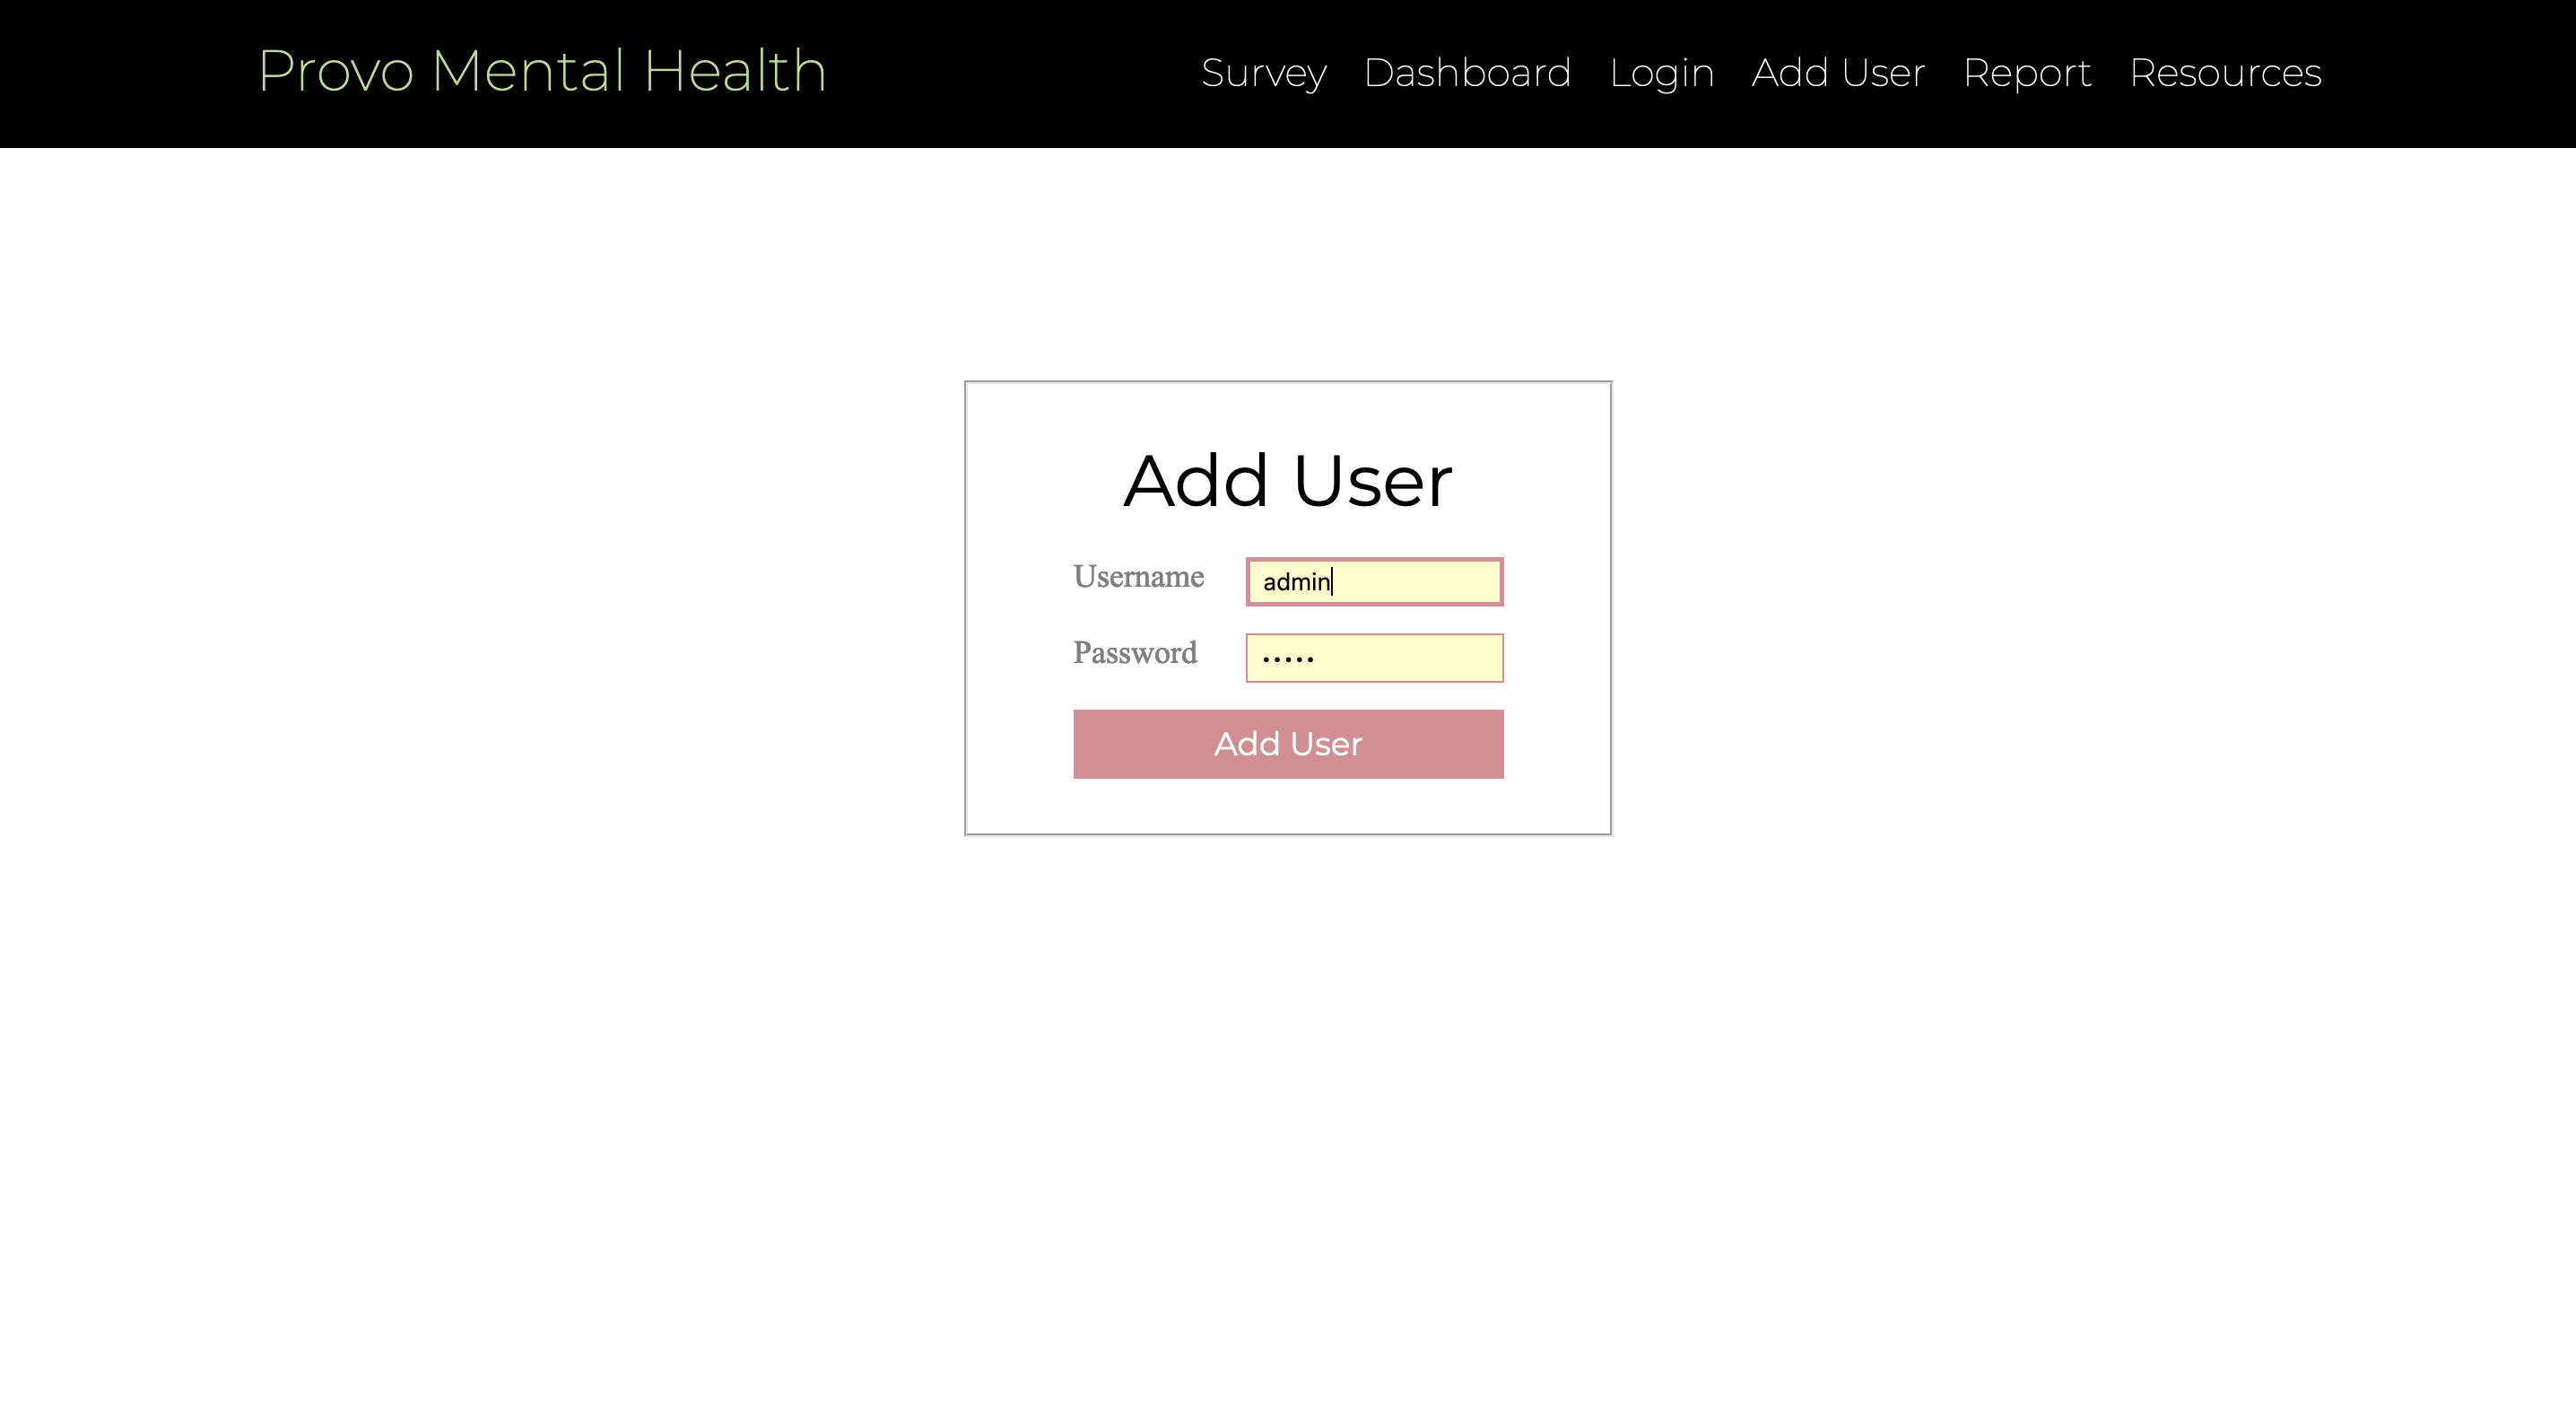 Provo Mental Health
Survey Dashboard Login Add User Report Resources
Add User
Username admin
Password •••••
Add User